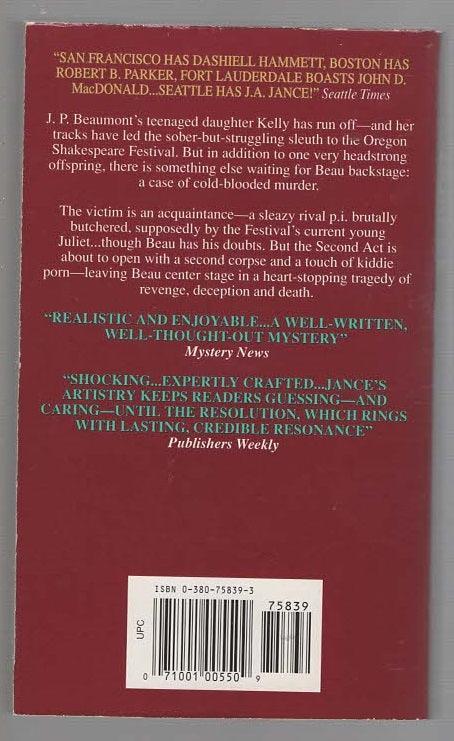 “SAN FRANCISCO HAS DASHIELL HAMMETT, BOSTON HAS
ROBERT B. PARKER, FORT LAUDERDALE BOASTS JOHN D.
MacDONALD...SEATTLE HAS J.A. JANCE!” Seattle Times
J. P. Beaumont’s teenaged daughter Kelly has run off—and her
tracks have led the sober-but-struggling sleuth to the Oregon
Shakespeare Festival. But in addition to one very headstrong
offspring, there is something else waiting for Beau backstage:
a case of cold-blooded murder.
The victim is an acquaintance—a sleazy rival p.i. brutally
butchered, supposedly by the Festival’s current young
Juliet...though Beau has his doubts. But the Second Act is
about to open with a second corpse and a touch of kiddie
porn—leaving Beau center stage in a heart-stopping tragedy of
revenge, deception and death.
“REALISTIC AND ENJOYABLE...A WELL-WRITTEN,
WELL-THOUGHT-OUT MYSTERY”
Mystery News
“SHOCKING...EXPERTLY CRAFTED...JANCE’S
ARTISTRY KEEPS READERS GUESSING—AND
CARING—UNTIL THE RESOLUTION, WHICH RINGS
WITH LASTING, CREDIBLE RESONANCE”
Publishers Weekly
ISBN 0-380-75839-3
75839
UPC
0 71001 00550 9